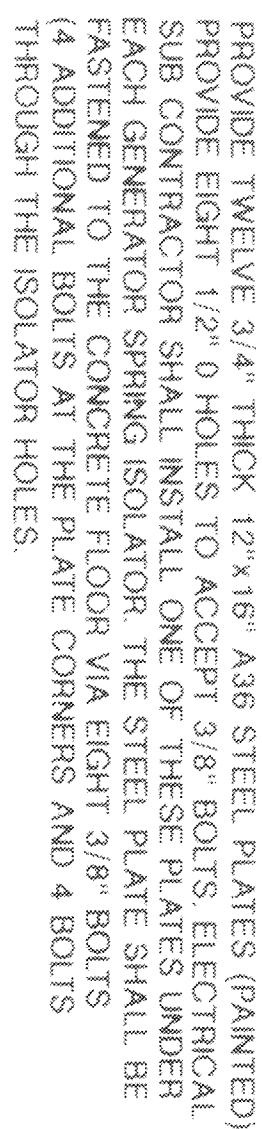 PROVIDE TWELVE 3/4" THICK 12"x16" A36 STEEL PLATES (PAINTED)
PROVIDE EIGHT 1/2" O HOLES TO ACCEPT 3/8" BOLTS. ELECTRICAL
SUB CONTRACTOR SHALL INSTALL ONE OF THESE PLATES UNDER
EACH GENERATOR SPRING ISOLATOR. THE STEEL PLATE SHALL BE
FASTENED TO THE CONCRETE FLOOR VIA EIGHT 3/8" BOLTS
(4 ADDITIONAL BOLTS AT THE PLATE CORNERS AND 4 BOLTS
THROUGH THE ISOLATOR HOLES.